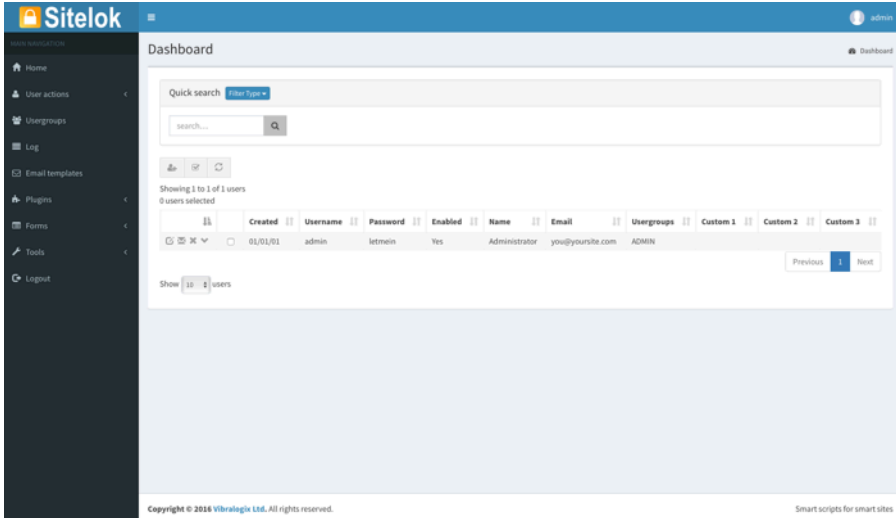 Sitelok
admin
MAIN NAVIGATION
Home
User actions
Usergroups
Log
Email templates
Plugins
Forms
Tools
Logout
Dashboard
Dashboard
Quick search Filter Type
search....
Showing 1 to 1 of 1 users
0 users selected
Created Username Password Enabled Name Email Usergroups Custom 1 Custom 2 Custom 3
01/01/01 admin letmein Yes Administrator you@yoursite.com ADMIN
Previous 1 Next
Show 10 users
Copyright © 2016 Vibralogix Ltd. All rights reserved.
Smart scripts for smart sites